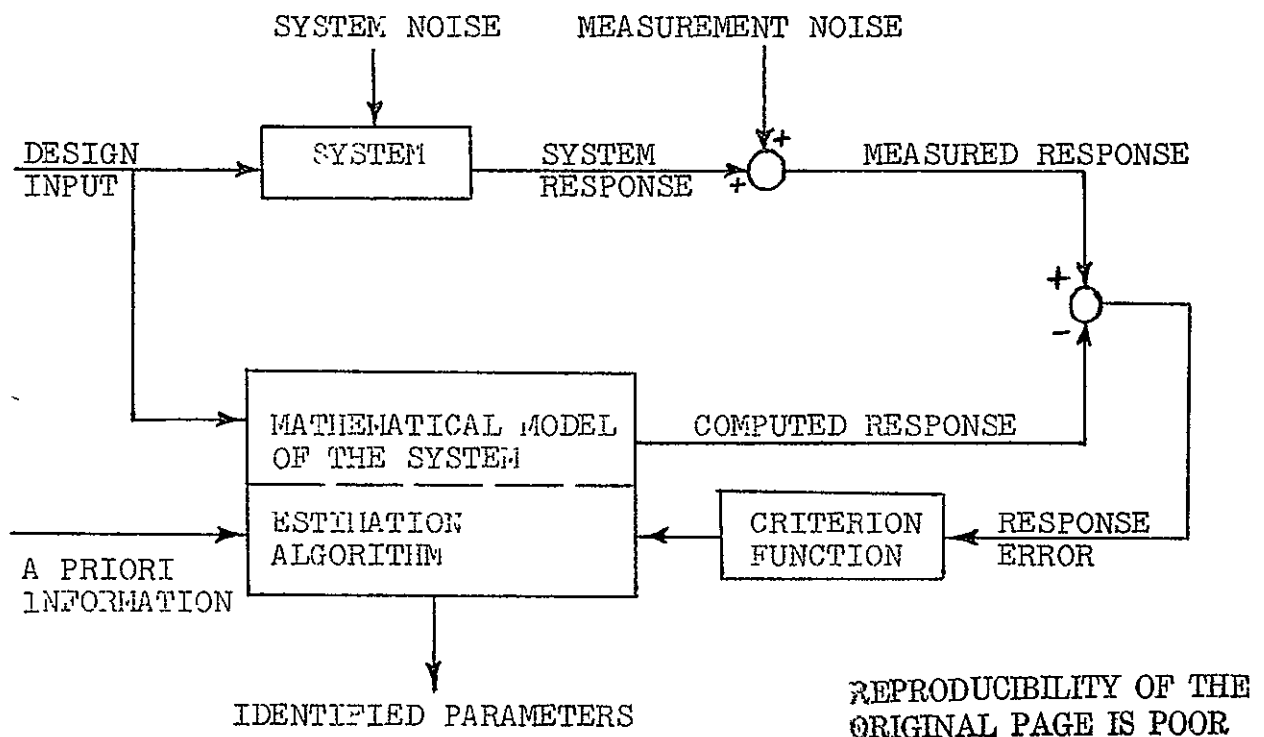 SYSTEM NOISE
MEASUREMENT NOISE
DESIGN
INPUT
SYSTEM
SYSTEM
RESPONSE
+
+
MEASURED RESPONSE
+
-
MATHEMATICAL MODEL
OF THE SYSTEM
COMPUTED RESPONSE
ESTIMATION
ALGORITHM
CRITERION
FUNCTION
RESPONSE
ERROR
A PRIORI
INFORMATION
IDENTIFIED PARAMETERS
REPRODUCIBILITY OF THE
ORIGINAL PAGE IS POOR